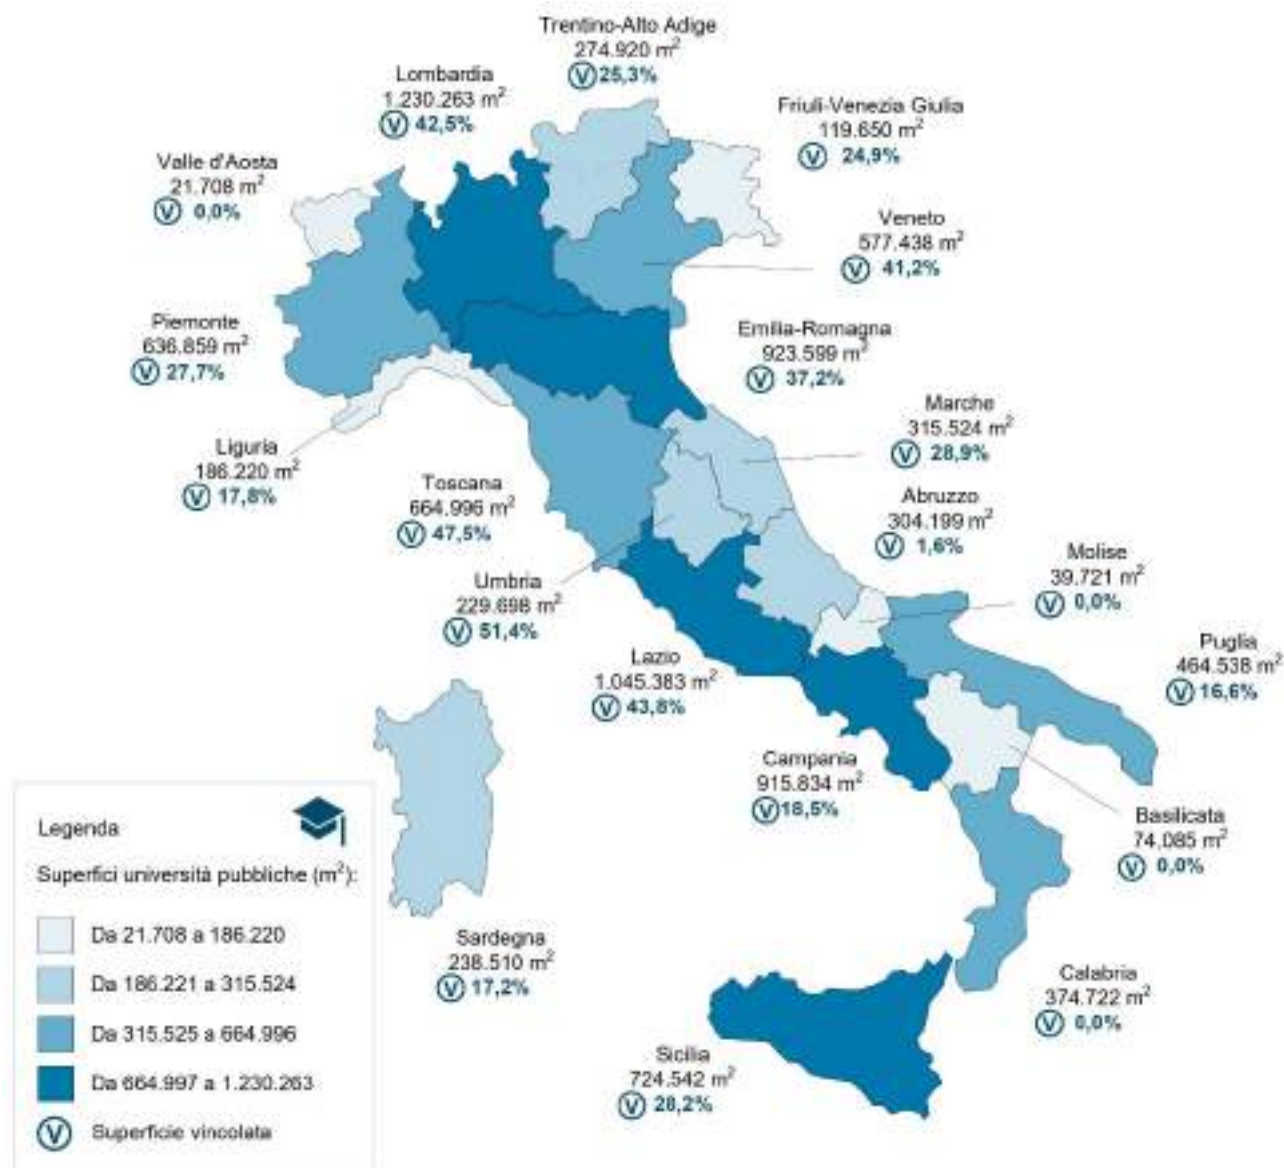 Trentino-Alto Adige
274.920 m²
V 25,3%
Lombardia
1.230.263 m²
V 42,5%
Friuli-Venezia Giulia
119.650 m²
V 24,9%
Valle d'Aosta
21.708 m²
V 0,0%
Veneto
577.438 m²
V 41,2%
Piemonte
636.859 m²
V 27,7%
Emilia-Romagna
923.599 m²
V 37,2%
Marche
315.524 m²
V 28,9%
Liguria
186.220 m²
V 17,8%
Toscana
664.996 m²
V 47,5%
Abruzzo
304.199 m²
V 1,6%
Molise
39.721 m²
V 0,0%
Umbria
229.698 m²
V 51,4%
Puglia
464.538 m²
V 16,6%
Lazio
1.045.383 m²
V 43,8%
Campania
915.834 m²
V 18,5%
Basilicata
74.085 m²
V 0,0%
Sardegna
238.510 m²
V 17,2%
Calabria
374.722 m²
V 0,0%
Sicilia
724.542 m²
V 28,2%
Legenda
Superfici università pubbliche (m²):
Da 21.708 a 186.220
Da 186.221 a 315.524
Da 315.525 a 664.996
Da 664.997 a 1.230.263
V Superficie vincolata